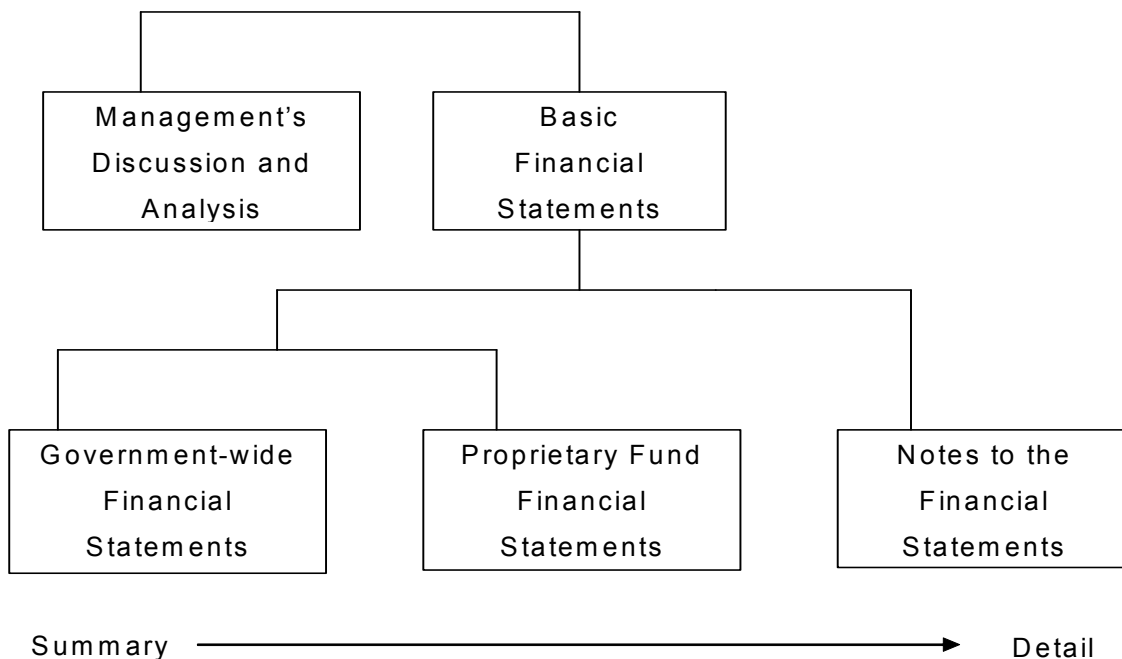 Management’s
Discussion and
Analysis
Basic
Financial
Statements
Government-wide
Financial
Statements
Proprietary Fund
Financial
Statements
Notes to the
Financial
Statements
Summary
Detail